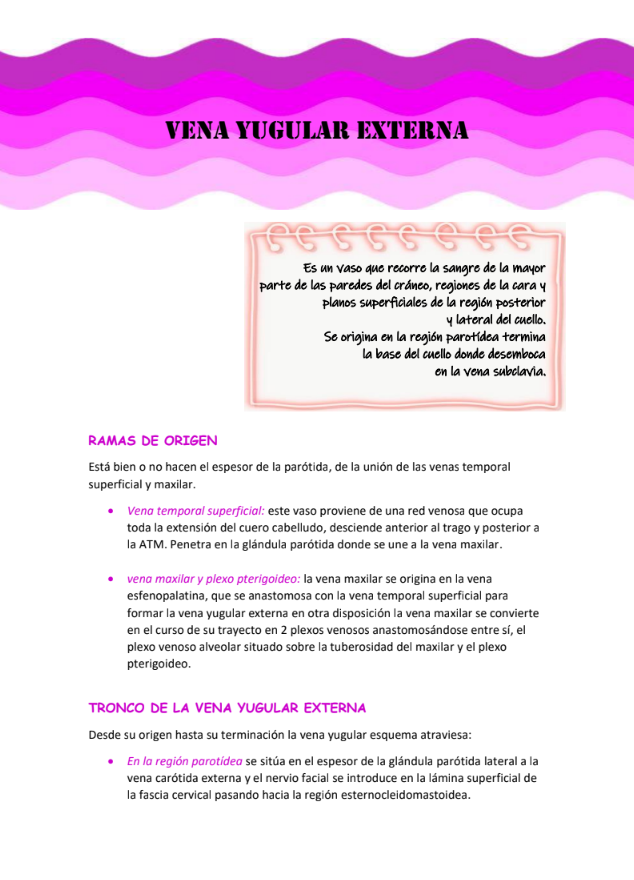 VENA YUGULAR EXTERNA
Es un vaso que recorre la sangre de la mayor
parte de las paredes del cráneo, regiones de la cara y
planos superficiales de la región posterior
y lateral del cuello.
Se origina en la región parotídea termina
la base del cuello donde desemboca
en la vena subclavia.
RAMAS DE ORIGEN
Está bien o no hacen el espesor de la parótida, de la unión de las venas temporal
superficial y maxilar.
• Vena temporal superficial: este vaso proviene de una red venosa que ocupa
toda la extensión del cuero cabelludo, desciende anterior al trago y posterior a
la ATM. Penetra en la glándula parótida donde se une a la vena maxilar.
• vena maxilar y plexo pterigoideo: la vena maxilar se origina en la vena
esfenopalatina, que se anastomosa con la vena temporal superficial para
formar la vena yugular externa en otra disposición la vena maxilar se convierte
en el curso de su trayecto en 2 plexos venosos anastomosándose entre sí, el
plexo venoso alveolar situado sobre la tuberosidad del maxilar y el plexo
pterigoideo.
TRONCO DE LA VENA YUGULAR EXTERNA
Desde su origen hasta su terminación la vena yugular esquema atraviesa:
• En la región parotídea se sitúa en el espesor de la glándula parótida lateral a la
vena carótida externa y el nervio facial se introduce en la lámina superficial de
la fascia cervical pasando hacia la región esternocleidomastoidea.